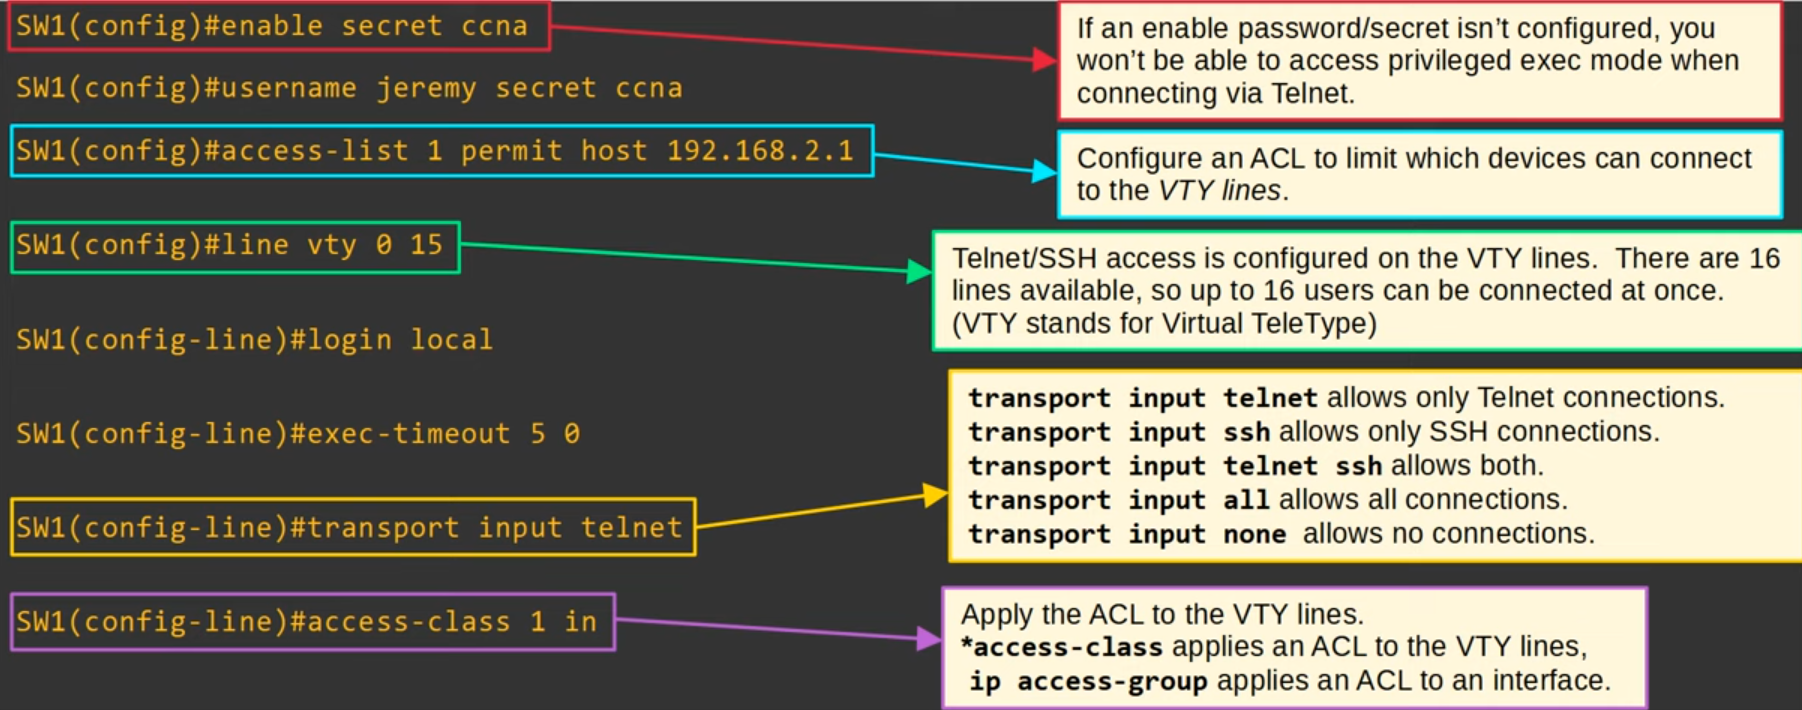 SW1(config)#enable secret ccna
If an enable password/secret isn't configured, you
won't be able to access privileged exec mode when
connecting via Telnet.
SW1(config)#username jeremy secret ccna
SW1(config)#access-list 1 permit host 192.168.2.1
Configure an ACL to limit which devices can connect
to the VTY lines.
SW1(config)#line vty 0 15
Telnet/SSH access is configured on the VTY lines.  There are 16
lines available, so up to 16 users can be connected at once.
(VTY stands for Virtual TeleType)
SW1(config-line)#login local
SW1(config-line)#exec-timeout 5 0
SW1(config-line)#transport input telnet
transport input telnet allows only Telnet connections.
transport input ssh allows only SSH connections.
transport input telnet ssh allows both.
transport input all allows all connections.
transport input none  allows no connections.
SW1(config-line)#access-class 1 in
Apply the ACL to the VTY lines.
*access-class applies an ACL to the VTY lines,
ip access-group applies an ACL to an interface.